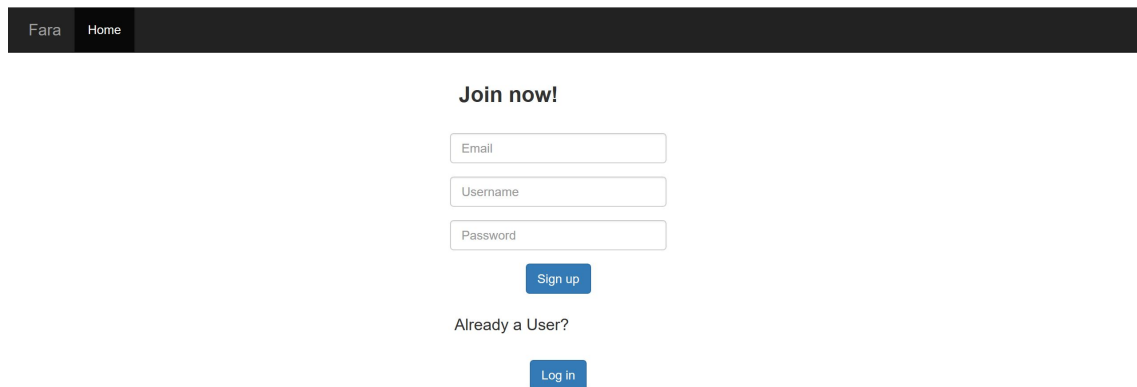 Fara Home
Join now!
Email
Username
Password
Sign up
Already a User?
Log in